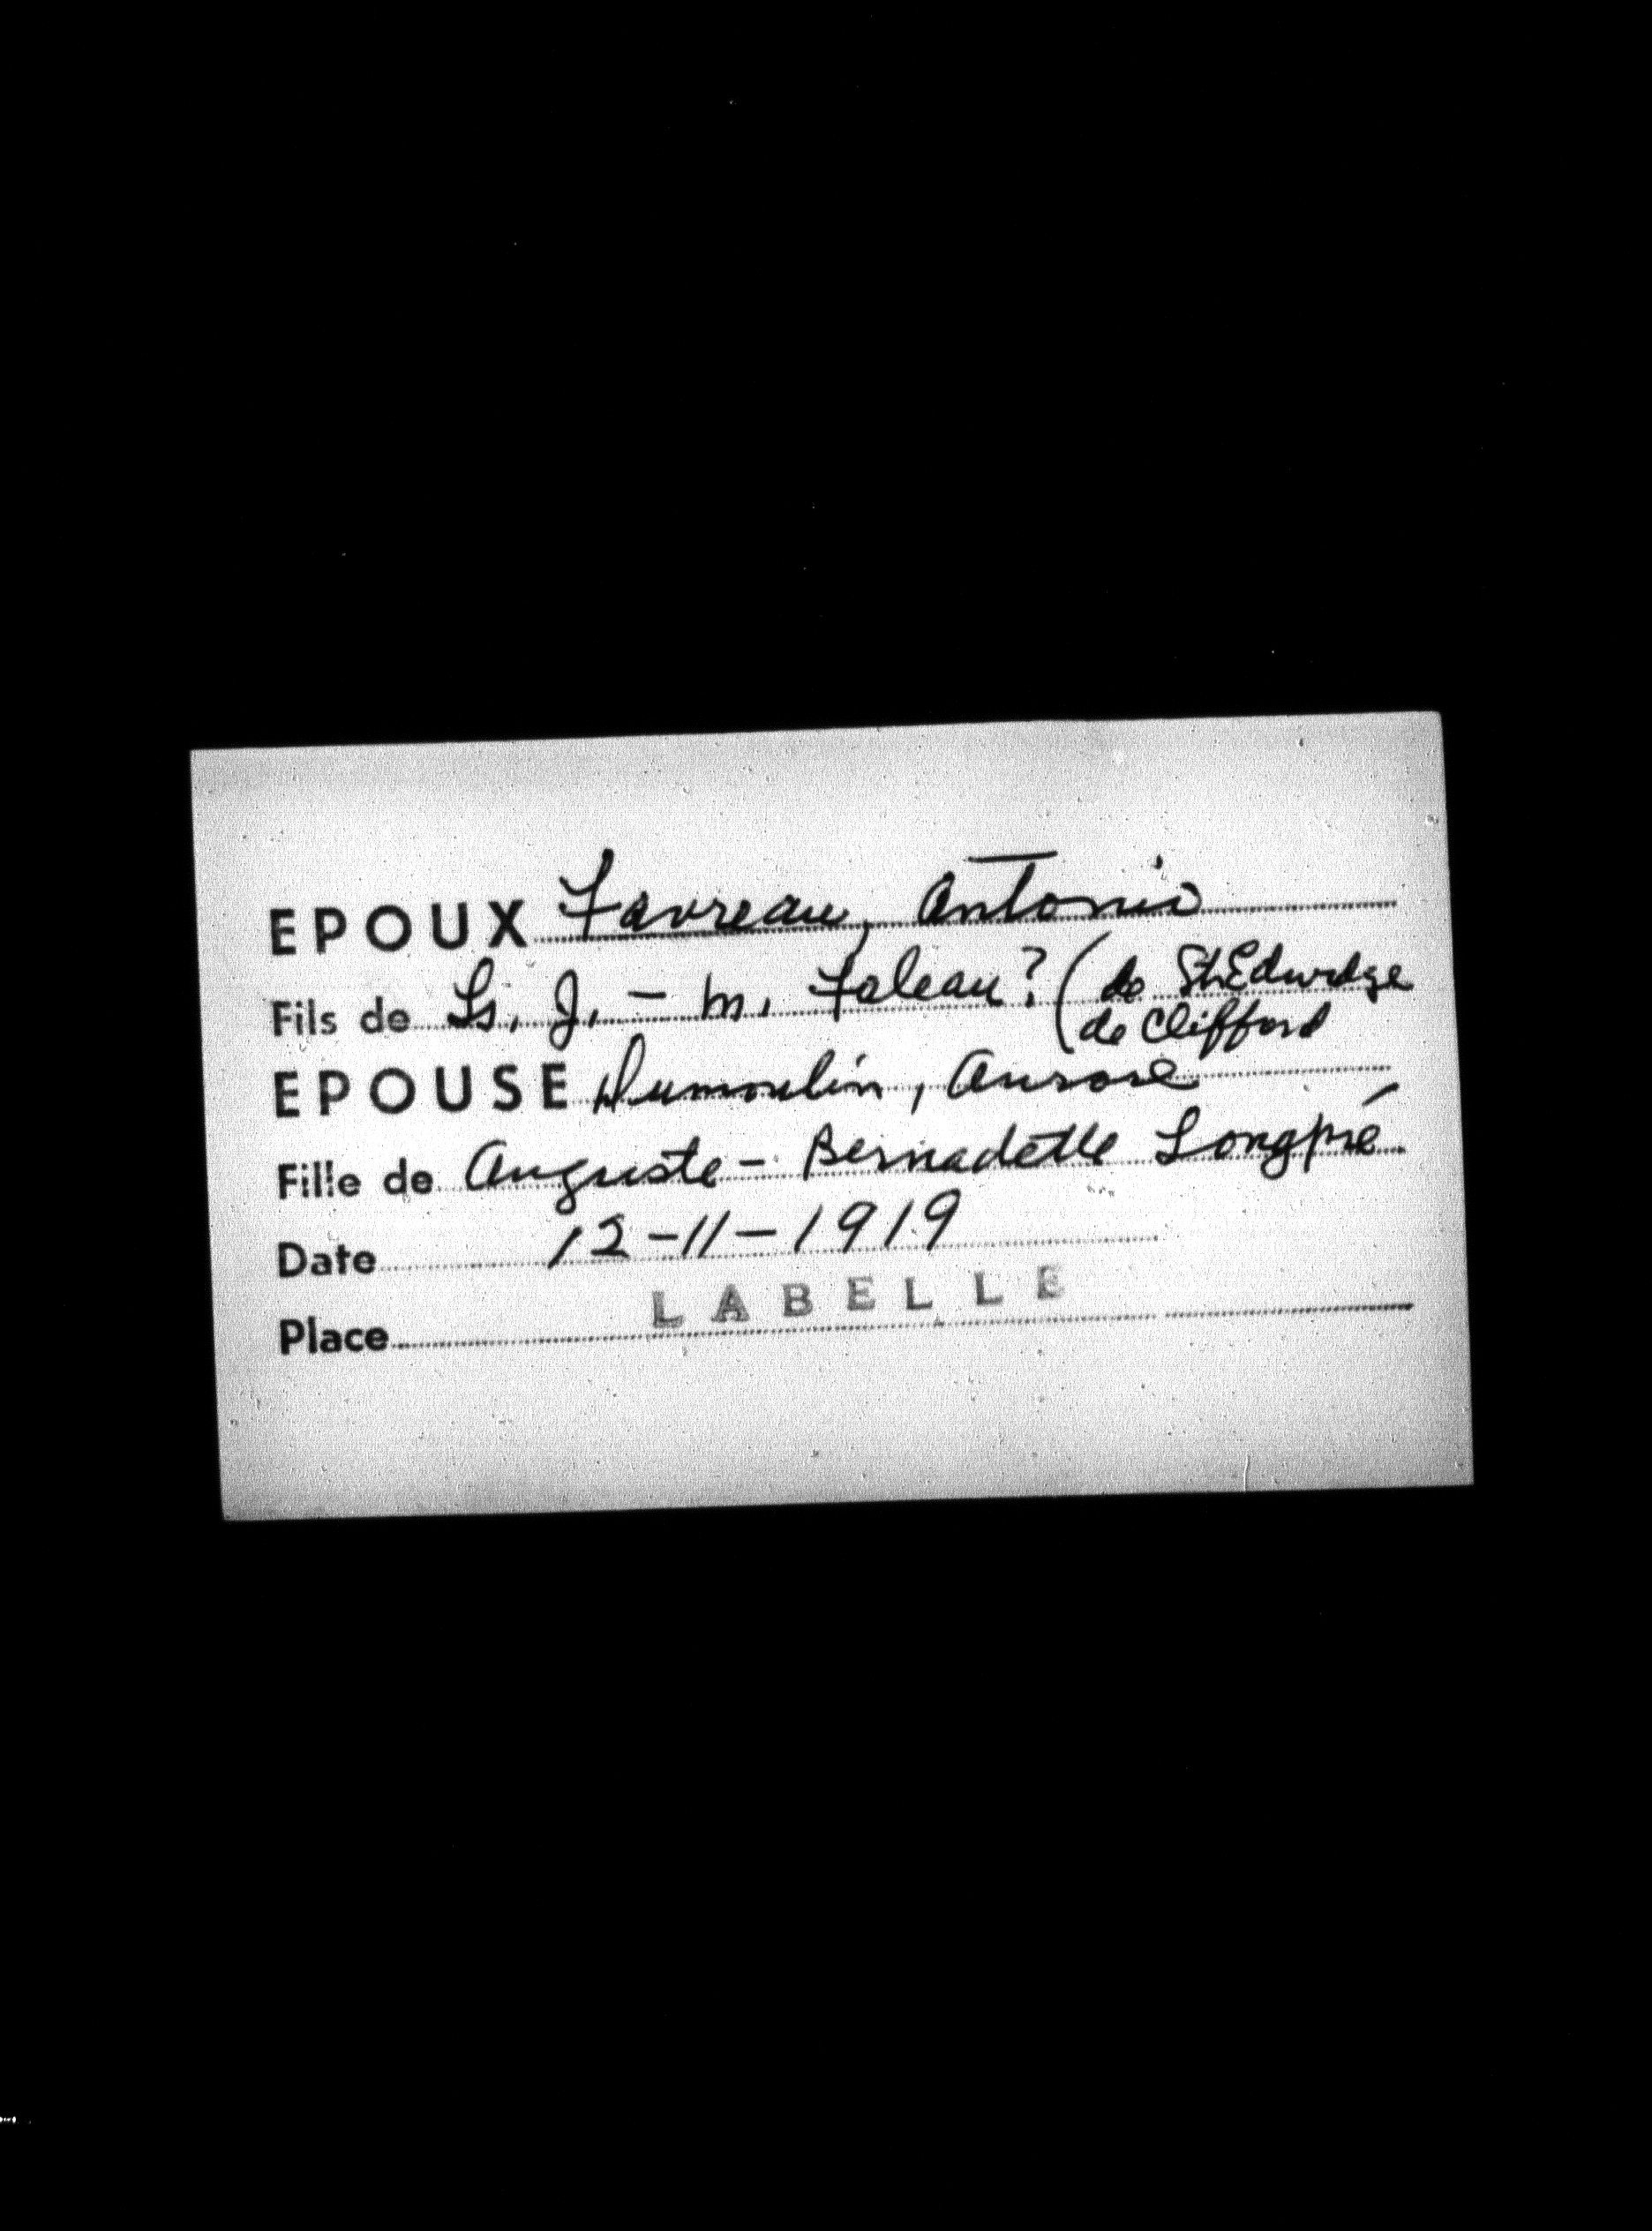 EPOUX Favreau, Antonio
Fils de Ls. J. - M. Faleau? (de St Edwidge
de Clifford
EPOUSE Dumoulin, Aurore
Fille de Auguste - Bernadette Longpré
Date 12-11-1919
Place LABELLE